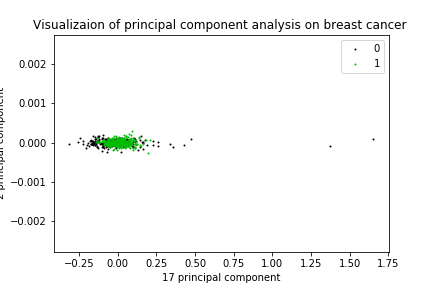 Visualizaion of principal component analysis on breast cancer
0
1
0.002
0.001
0.000
−0.001
−0.002
principal component
−0.25 0.00 0.25 0.50 0.75 1.00 1.25 1.50 1.75
17 principal component